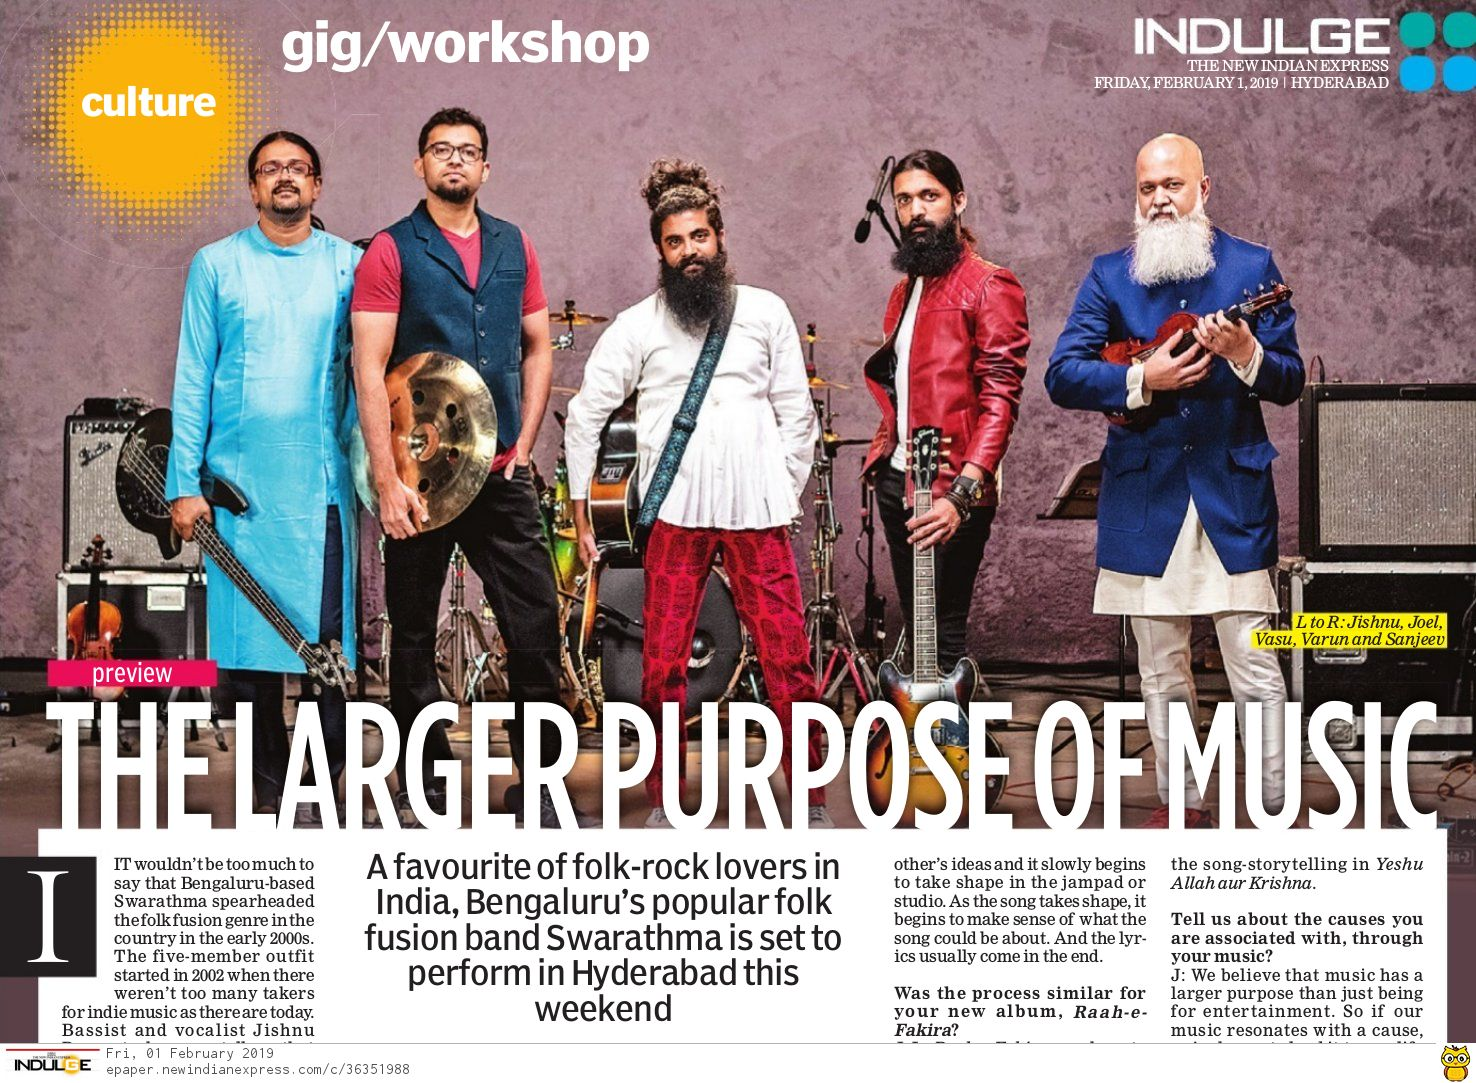 culture
gig/workshop
INDULGE
THE NEW INDIAN EXPRESS
FRIDAY, FEBRUARY 1, 2019 | HYDERABAD
Fender
Gibson
L to R: Jishnu, Joel,
Vasu, Varun and Sanjeev
preview
THE LARGER PURPOSE OF MUSIC
I
IT wouldn't be too much to
say that Bengaluru-based
Swarathma spearheaded
the folk fusion genre in the
country in the early 2000s.
The five-member outfit
started in 2002 when there
weren't too many takers
for indie music as there are today.
Bassist and vocalist Jishnu
A favourite of folk-rock lovers in
India, Bengaluru's popular folk
fusion band Swarathma is set to
perform in Hyderabad this
weekend
other's ideas and it slowly begins
to take shape in the jampad or
studio. As the song takes shape, it
begins to make sense of what the
song could be about. And the lyr-
ics usually come in the end.
Was the process similar for
your new album, Raah-e-
Fakira?
the song-storytelling in Yeshu
Allah aur Krishna.
Tell us about the causes you
are associated with, through
your music?
J: We believe that music has a
larger purpose than just being
for entertainment. So if our
music resonates with a cause,
INDULGE
Fri, 01 February 2019
epaper.newindianexpress.com/c/36351988